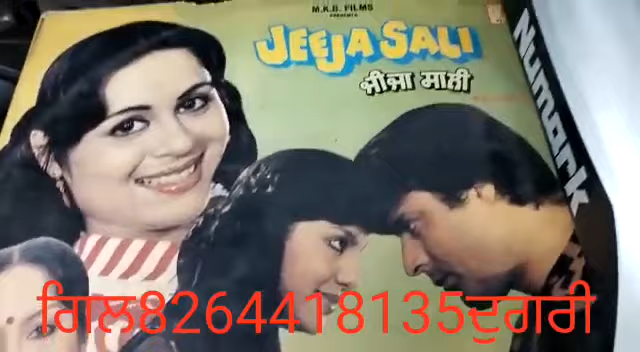 M.K.B. FILMS
PRESENTS
JEEJA SALI
ਜੀਜਾ ਸਾਲੀ
Numark
ਗਿਲ8264418135ਦੁਗਰੀ